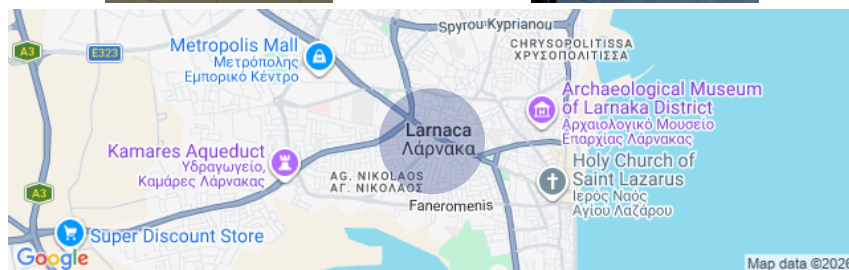 Spyrou Kyprianou
A3
E323
Metropolis Mall
Μετρόπολης
Εμπορικό Κέντρο
CHRYSOPOLITISSA
ΧΡΥΣΟΠΟΛΙΤΙΣΣΑ
Archaeological Museum
of Larnaka District
Αρχαιολογικό Μουσείο
Επαρχίας Λάρνακας
Larnaca
Λάρνακα
Kamares Aqueduct
Υδραγωγείο,
Καμάρες Λάρνακας
AG. NIKOLAOS
ΑΓ. ΝΙΚΟΛΑΟΣ
Holy Church of
Saint Lazarus
Ιερός Ναός
Αγίου Λαζάρου
A3
Faneromenis
Super Discount Store
Google
Map data ©2026